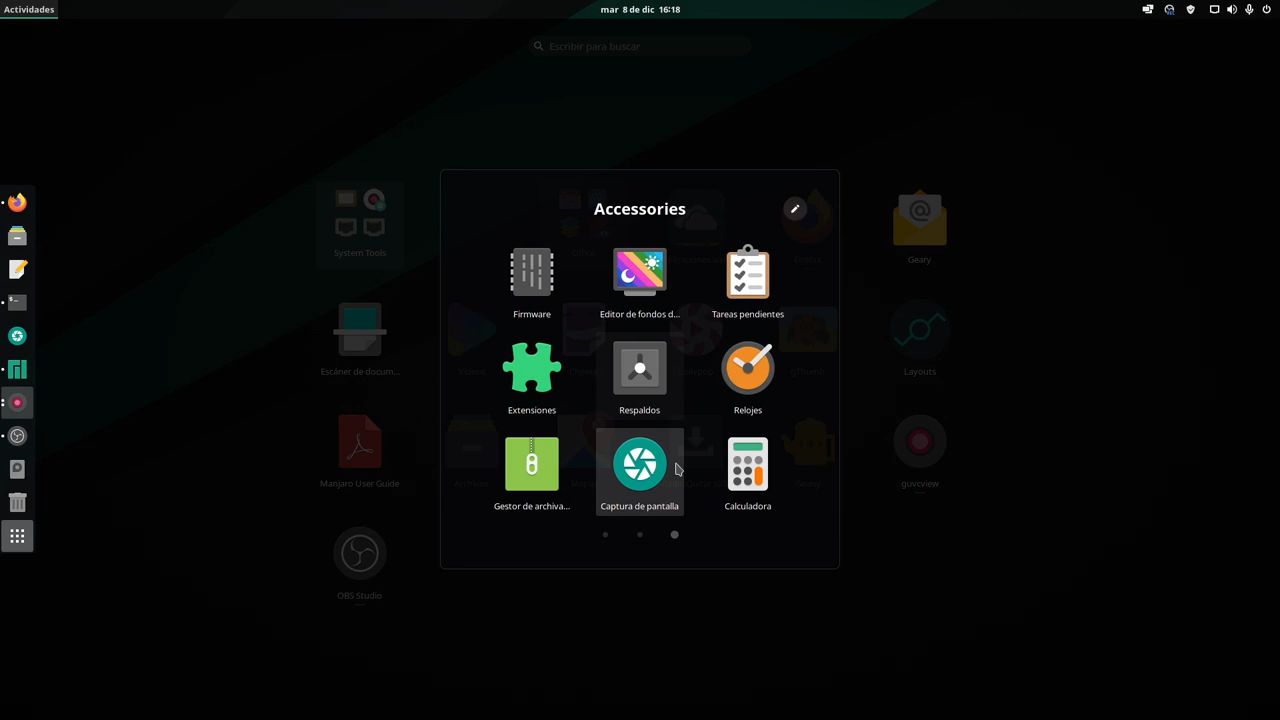 Actividades
mar 8 de dic 16:18
Escribir para buscar
Accessories
System Tools
Geary
Firmware
Editor de fondos d...
Tareas pendientes
Escáner de docum...
Layouts
Extensiones
Respaldos
Relojes
Manjaro User Guide
guvcview
Gestor de archiva...
Captura de pantalla
Calculadora
OBS Studio